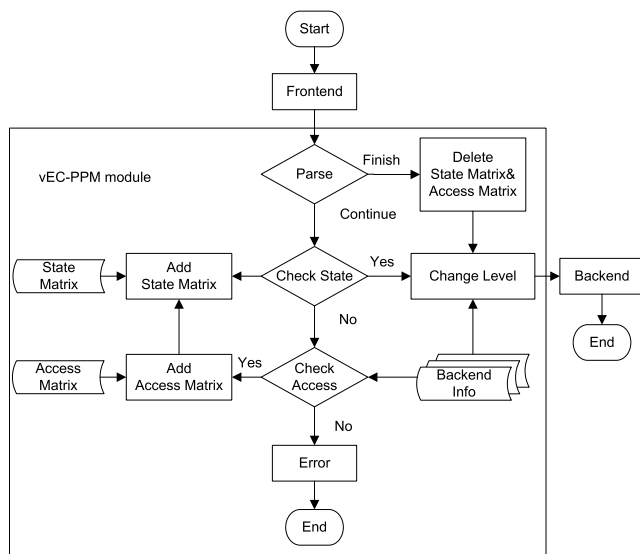 Start
Frontend
vEC-PPM module
Parse
Finish
Delete
State Matrix&
Access Matrix
Continue
State
Matrix
Add
State Matrix
Check State
Yes
Change Level
Backend
No
End
Access
Matrix
Add
Access Matrix
Yes
Check
Access
Backend
Info
No
Error
End